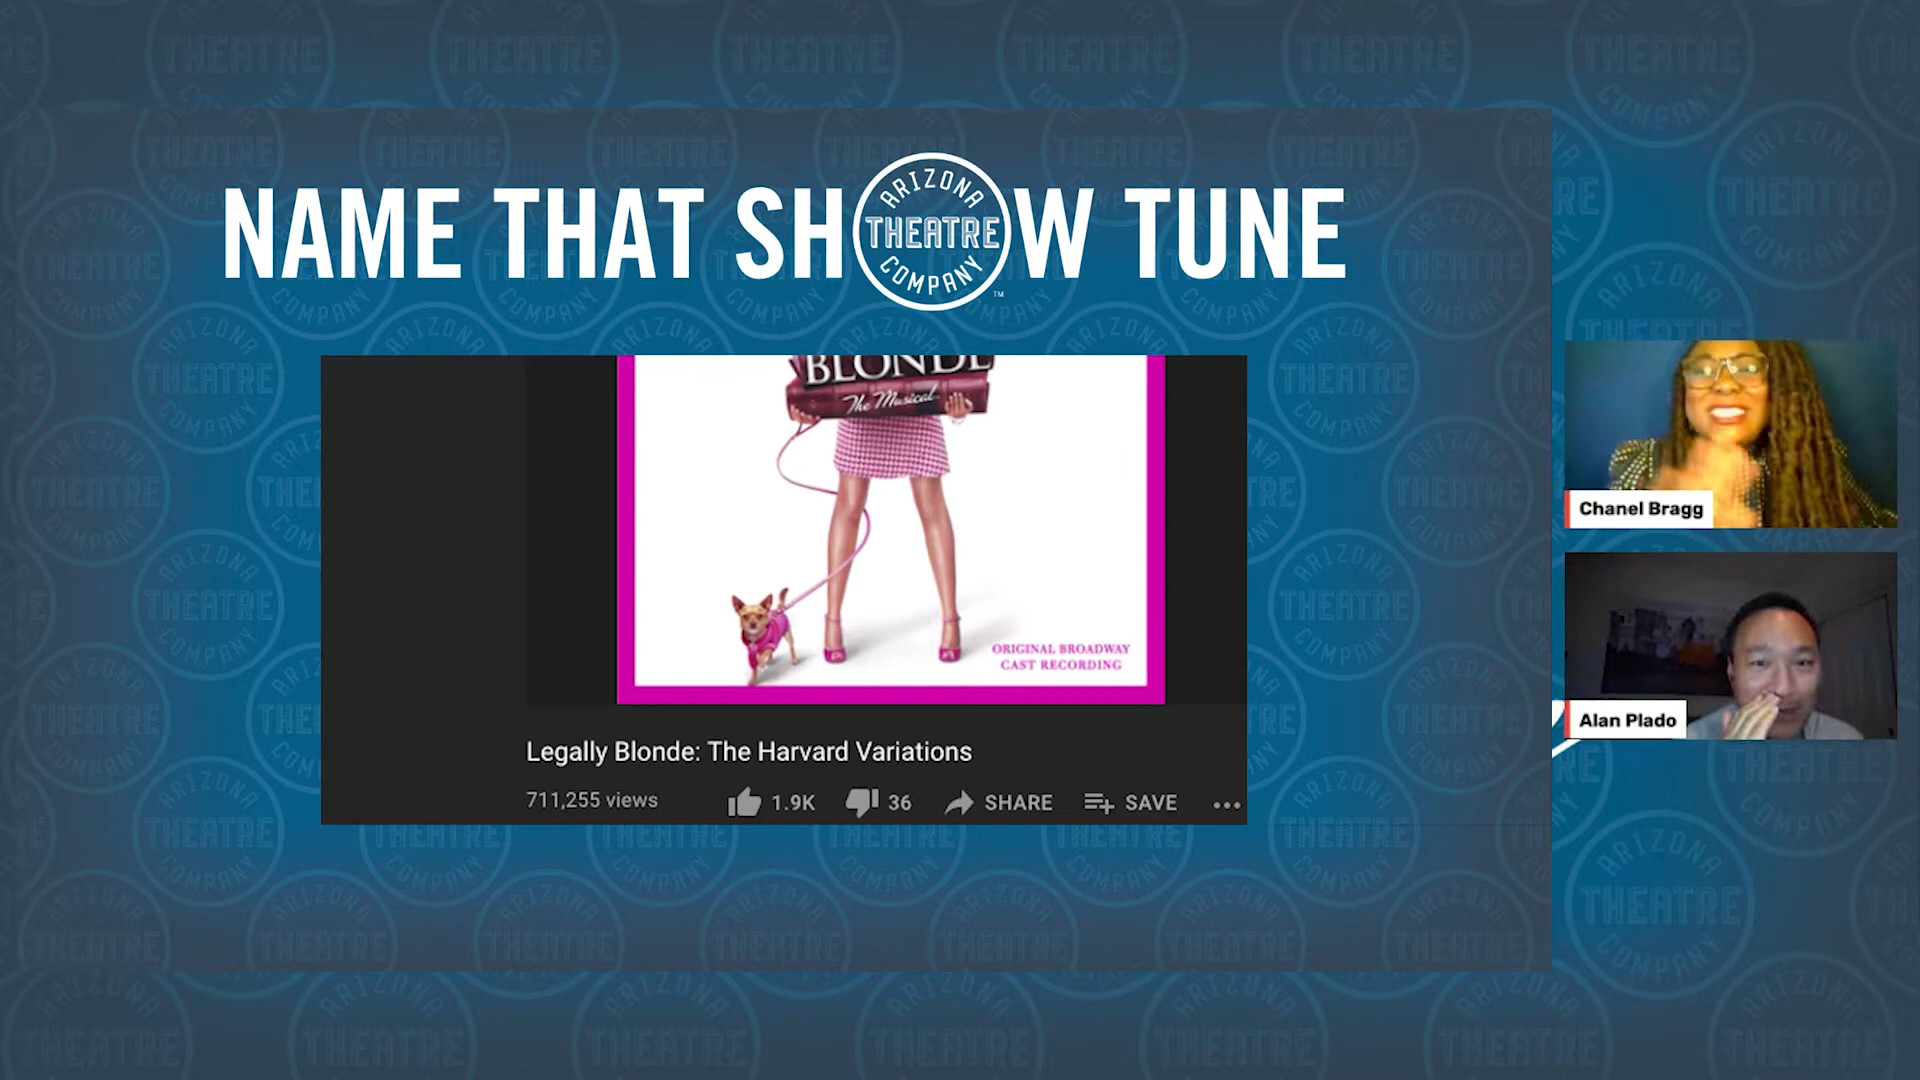 NAME THAT SH W TUNE
ARIZONA
THEATRE
COMPANY
TM
BLONDE
The Musical
ORIGINAL BROADWAY
CAST RECORDING
Legally Blonde: The Harvard Variations
711,255 views 1.9K 36 SHARE SAVE
Chanel Bragg
Alan Plado